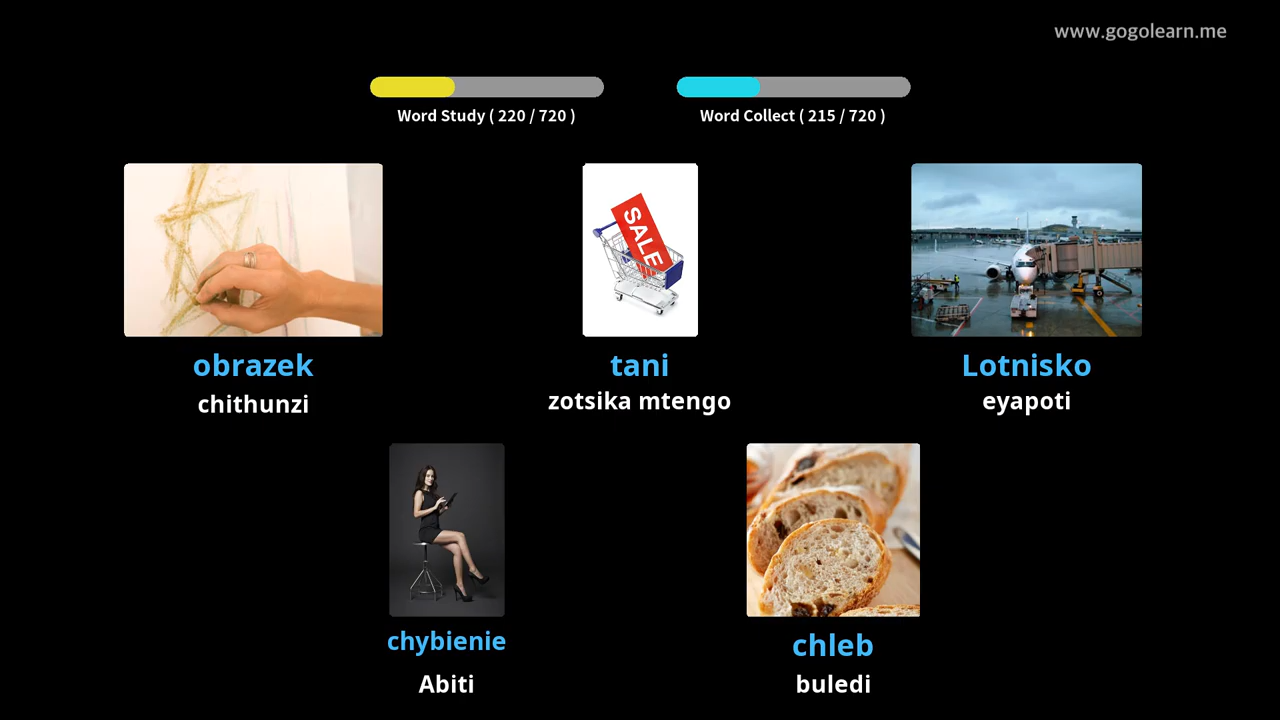 www.gogolearn.me
Word Study ( 220 / 720 )
Word Collect ( 215 / 720 )
SALE
obrazek
chithunzi
tani
zotsika mtengo
Lotnisko
eyapoti
chybienie
Abiti
chleb
buledi